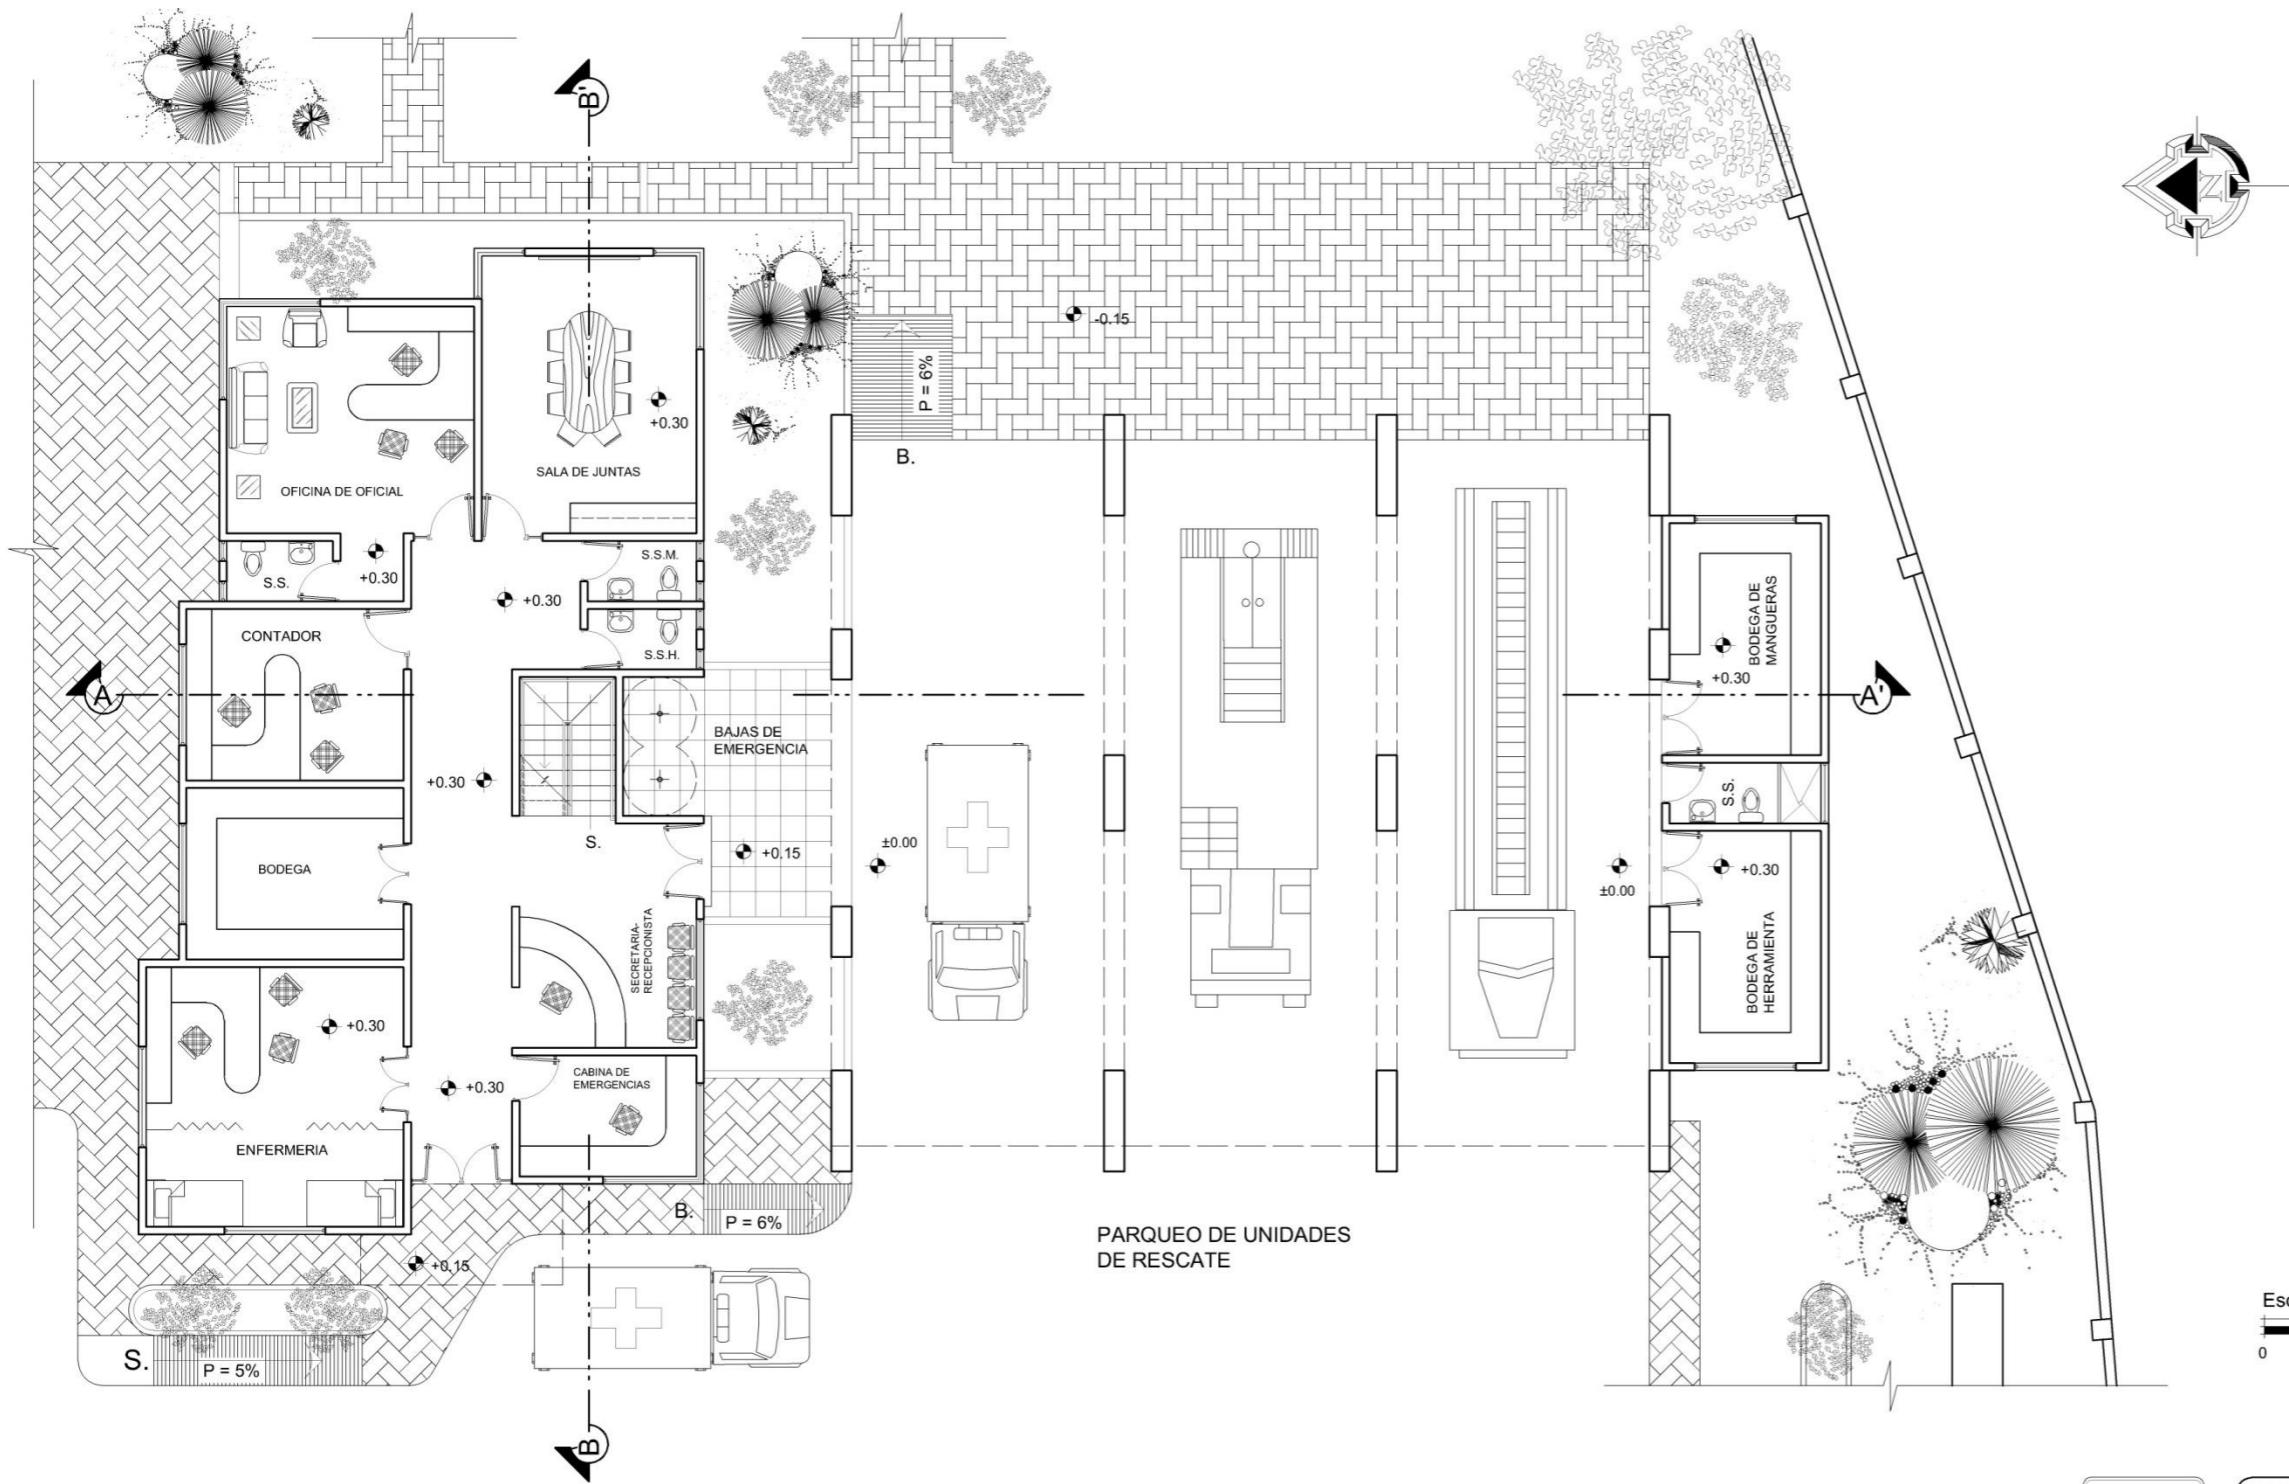 B'
N
-0.15
P = 6%
B.
+0.30
SALA DE JUNTAS
OFICINA DE OFICIAL
S.S.M.
S.S.
+0.30
+0.30
CONTADOR
S.S.H.
BODEGA DE
MANGUERAS
+0.30
A
A'
BAJAS DE
EMERGENCIA
+0.30
S.
S.S.
±0.00
+0.15
+0.30
±0.00
BODEGA
SECRETARIA-
RECEPCIONISTA
BODEGA DE
HERRAMIENTA
+0.30
+0.30
CABINA DE
EMERGENCIAS
ENFERMERIA
B.
P = 6%
PARQUEO DE UNIDADES
DE RESCATE
+0.15
S.
P = 5%
0
B